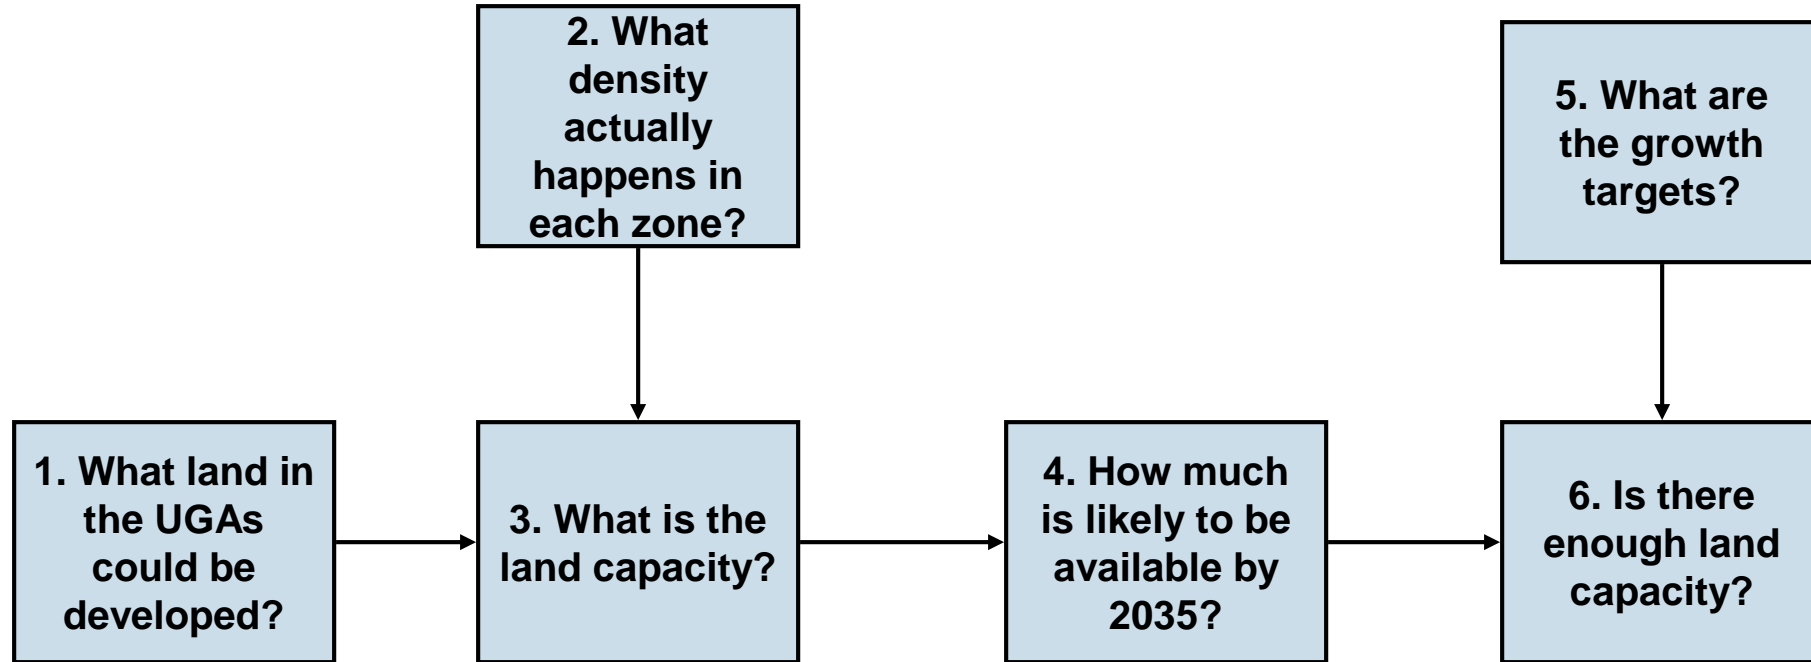 2. What
density
actually
happens in
each zone?
5. What are
the growth
targets?
1. What land in
the UGAs
could be
developed?
3. What is the
land capacity?
4. How much
is likely to be
available by
2035?
6. Is there
enough land
capacity?